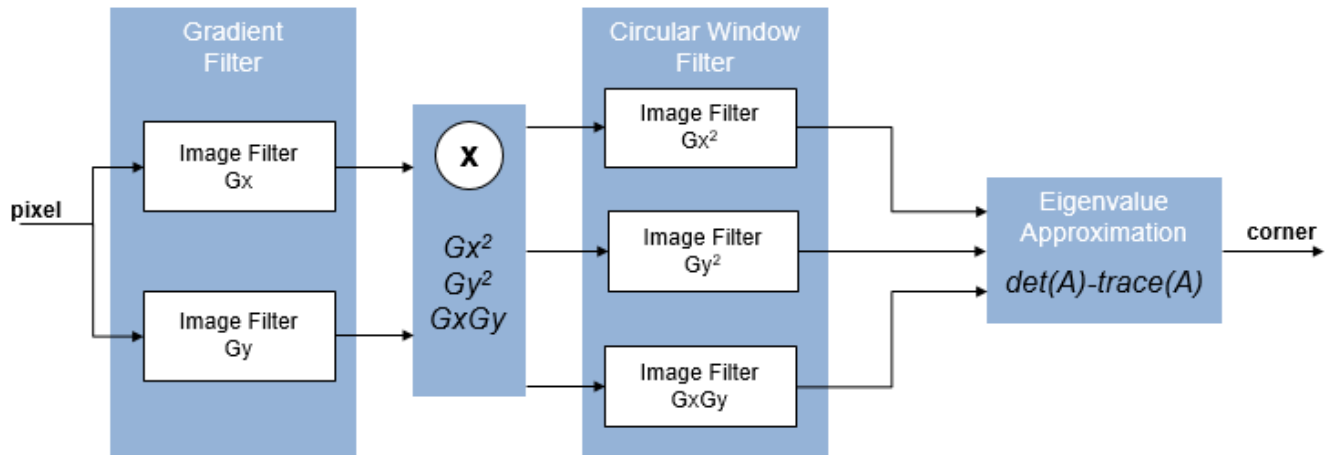 Gradient
Filter
Image Filter
Gx
Image Filter
Gy
pixel
x
Gx²
Gy²
GxGy
Circular Window
Filter
Image Filter
Gx²
Image Filter
Gy²
Image Filter
GxGy
Eigenvalue
Approximation
det(A)-trace(A)
corner